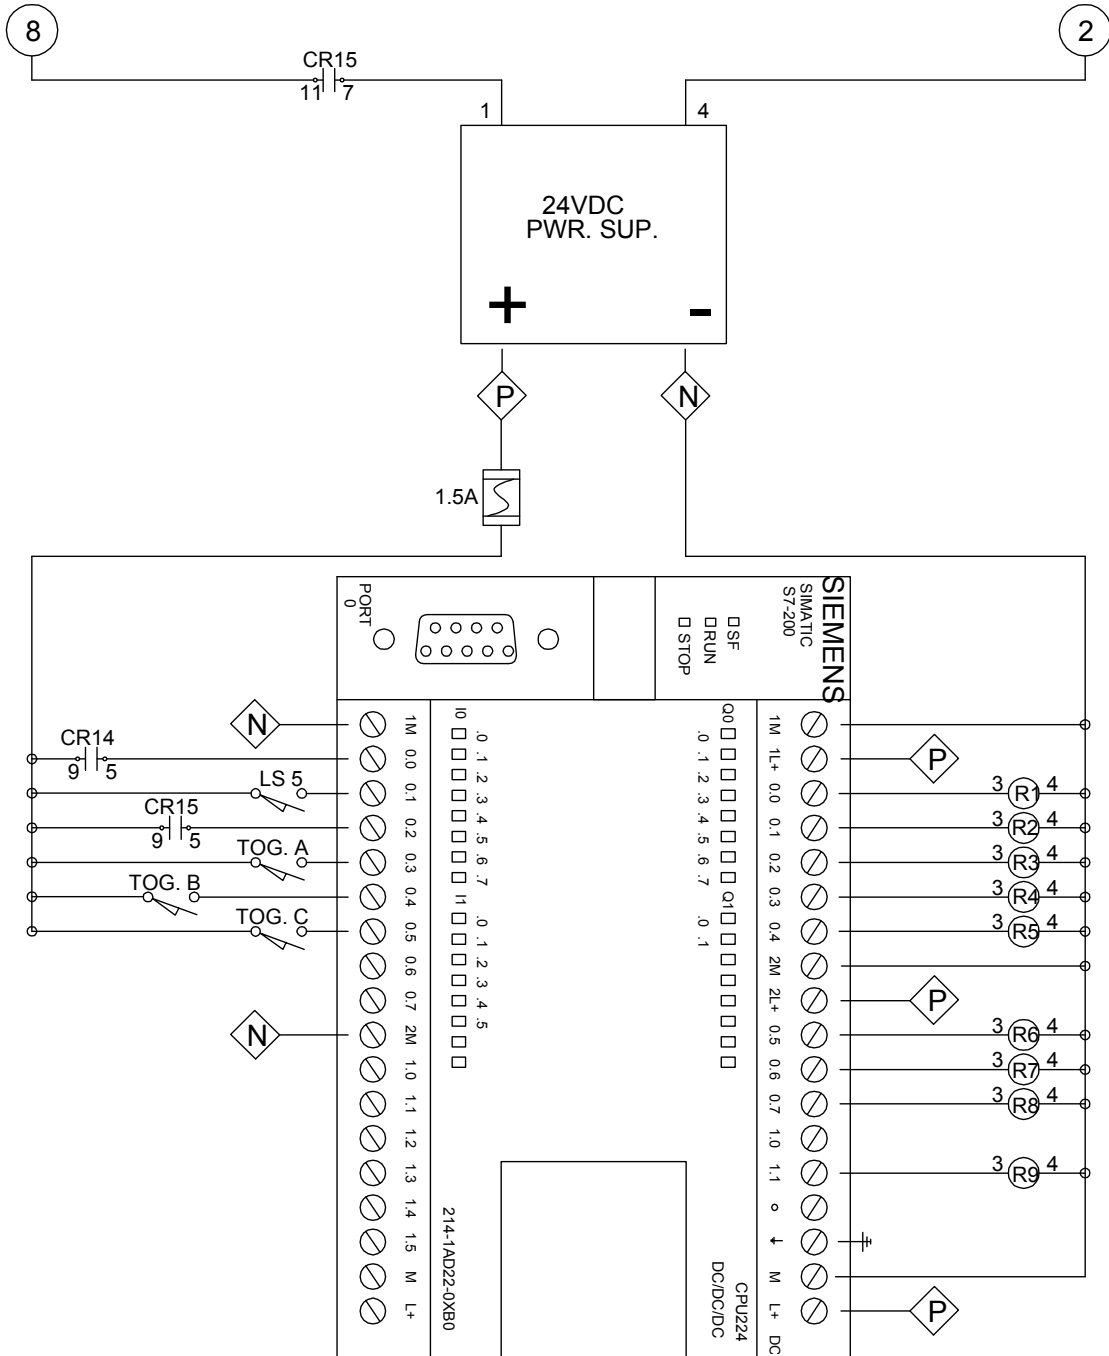 8
2
CR15
11 7
1
4
24VDC
PWR. SUP.
+
-
P
N
1.5A
PORT
0
SF
RUN
STOP
SIEMENS
SIMATIC
S7-200
I0
.0 .1 .2 .3 .4 .5 .6 .7
I1
.0 .1 .2 .3 .4 .5
Q0
.0 .1 .2 .3 .4 .5 .6 .7
Q1
.0 .1
N
1M
CR14
9 5
0.0
LS 5
0.1
CR15
9 5
0.2
TOG. A
0.3
TOG. B
0.4
TOG. C
0.5
0.6
0.7
N
2M
1.0
1.1
1.2
1.3
1.4
1.5
M
L+
214-1AD22-0XB0
CPU224
DC/DC/DC
1M
1L+
P
0.0
3 R1 4
0.1
3 R2 4
0.2
3 R3 4
0.3
3 R4 4
0.4
3 R5 4
2M
2L+
P
0.5
3 R6 4
0.6
3 R7 4
0.7
3 R8 4
1.0
1.1
3 R9 4
M
L+
P
DC